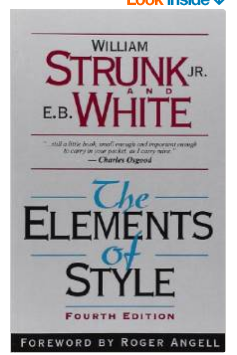 Look Inside
WILLIAM
STRUNK JR.
AND
E.B. WHITE
"...still a little book, small enough and important enough
to carry in your pocket, as I carry mine."
— Charles Osgood
The
ELEMENTS
of
STYLE
FOURTH EDITION
FOREWORD BY ROGER ANGELL